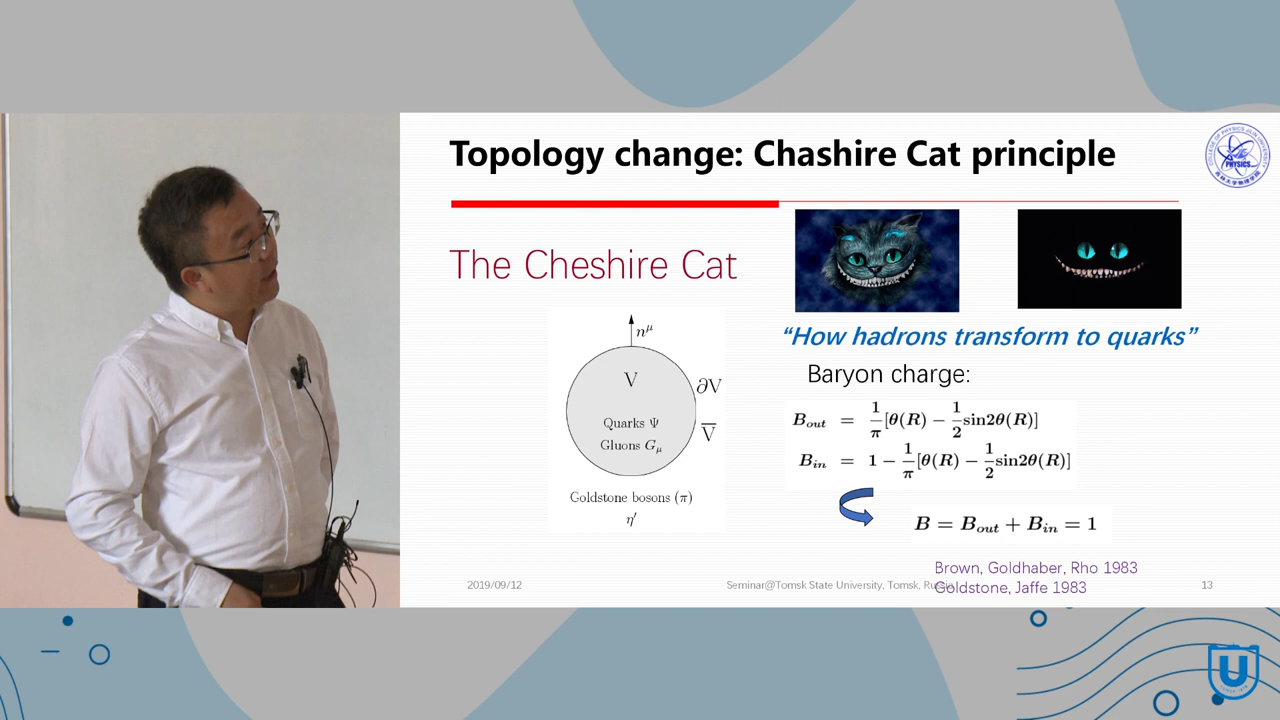 Topology change: Chashire Cat principle
PHYSICS
The Cheshire Cat
n^μ
V
∂V
Quarks Ψ
V̅
Gluons G_μ
Goldstone bosons (π)
η′
“How hadrons transform to quarks”
Baryon charge:
B_out = 1/π[θ(R) − 1/2 sin2θ(R)]
B_in = 1 − 1/π[θ(R) − 1/2 sin2θ(R)]
B = B_out + B_in = 1
Brown, Goldhaber, Rho 1983
Goldstone, Jaffe 1983
2019/09/12
Seminar@Tomsk State University, Tomsk,
13
U